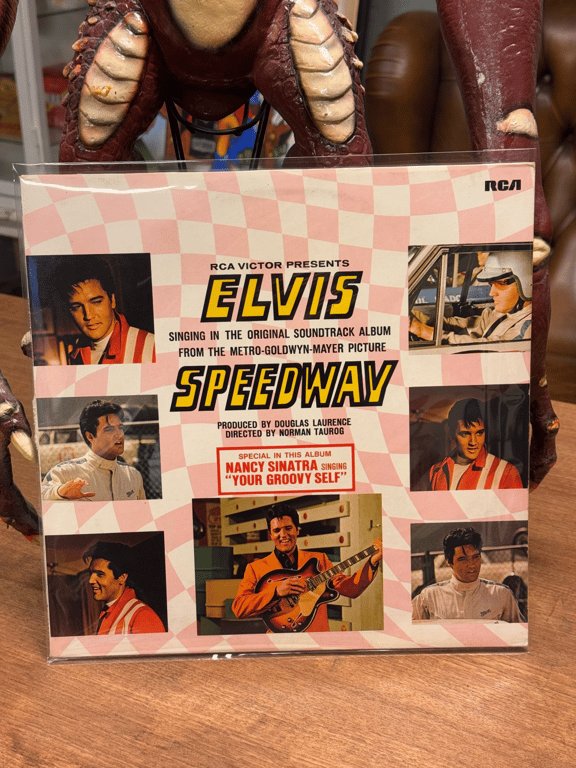 RCA
RCA VICTOR PRESENTS
ELVIS
SINGING IN THE ORIGINAL SOUNDTRACK ALBUM
FROM THE METRO-GOLDWYN-MAYER PICTURE
SPEEDWAY
PRODUCED BY DOUGLAS LAURENCE
DIRECTED BY NORMAN TAUROG
SPECIAL IN THIS ALBUM
NANCY SINATRA SINGING
"YOUR GROOVY SELF"